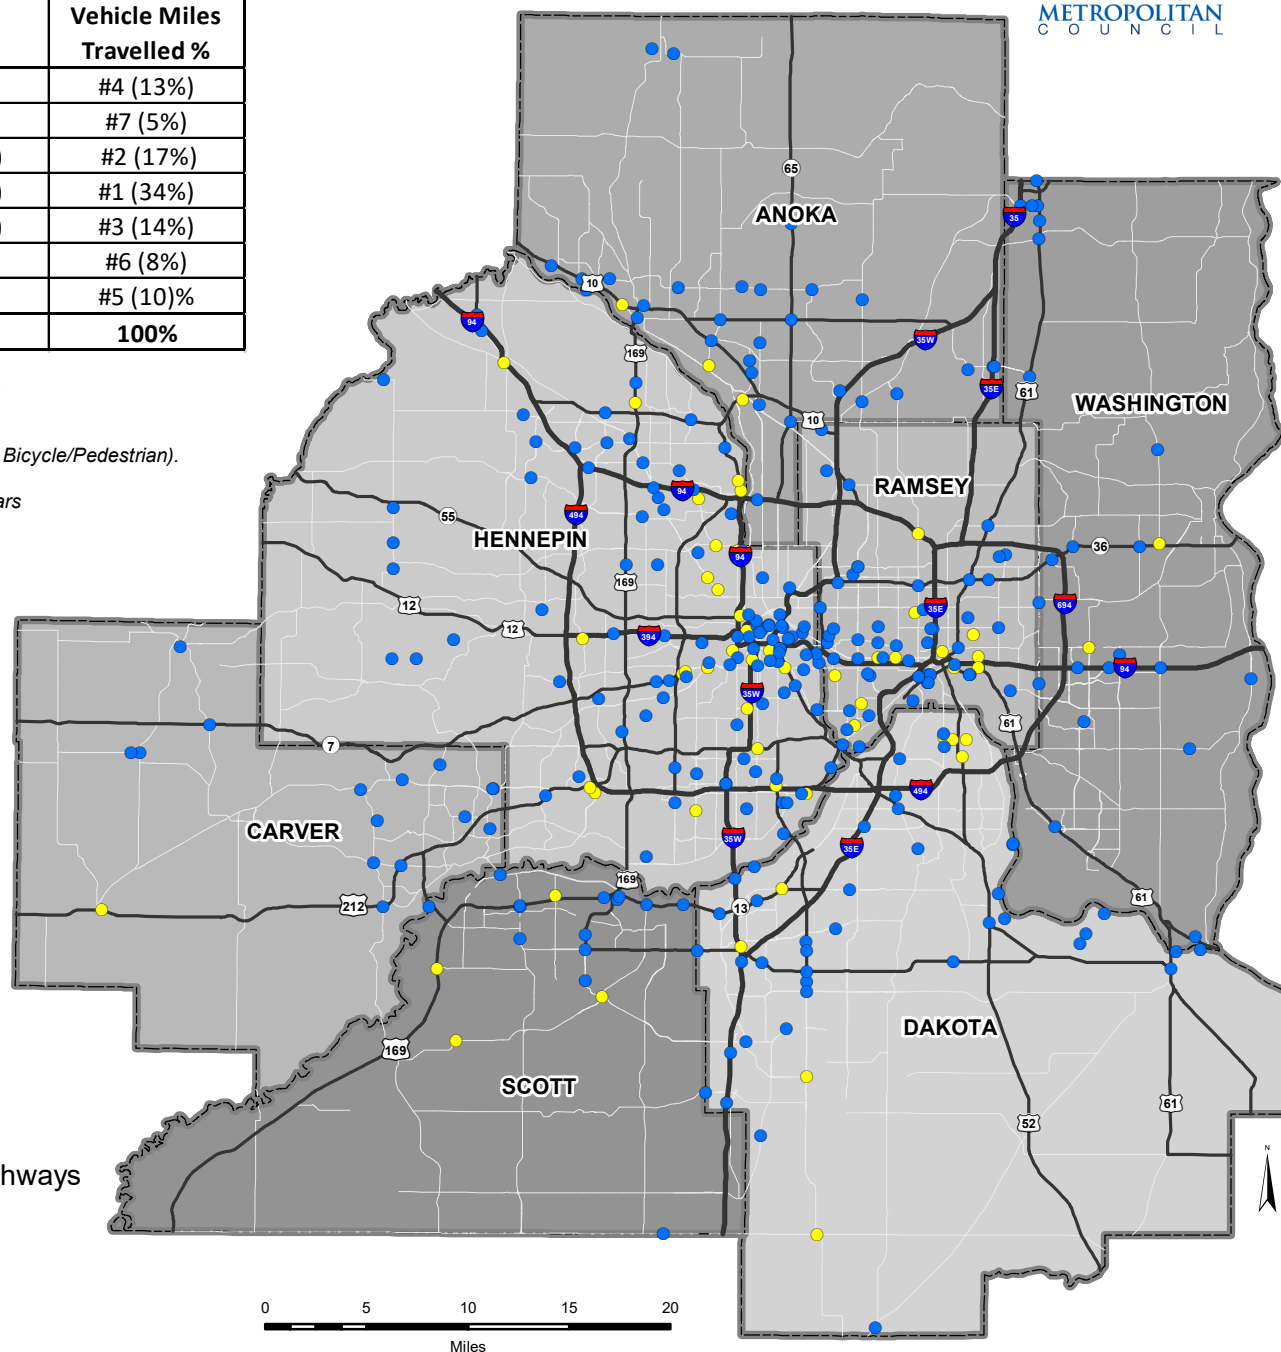 Vehicle Miles
Travelled %
#4 (13%)
#7 (5%)
) #2 (17%)
) #1 (34%)
) #3 (14%)
#6 (8%)
#5 (10)%
100%
METROPOLITAN
COUNCIL
Bicycle/Pedestrian).
ars
65
ANOKA
35
10
94
169
35W
35E
61
WASHINGTON
10
RAMSEY
94
55
494
HENNEPIN
36
94
169
12
35E
694
12
394
94
35W
61
7
494
CARVER
35W
35E
169
212
61
13
DAKOTA
169
SCOTT
61
52
hways
N
0 5 10 15 20
Miles